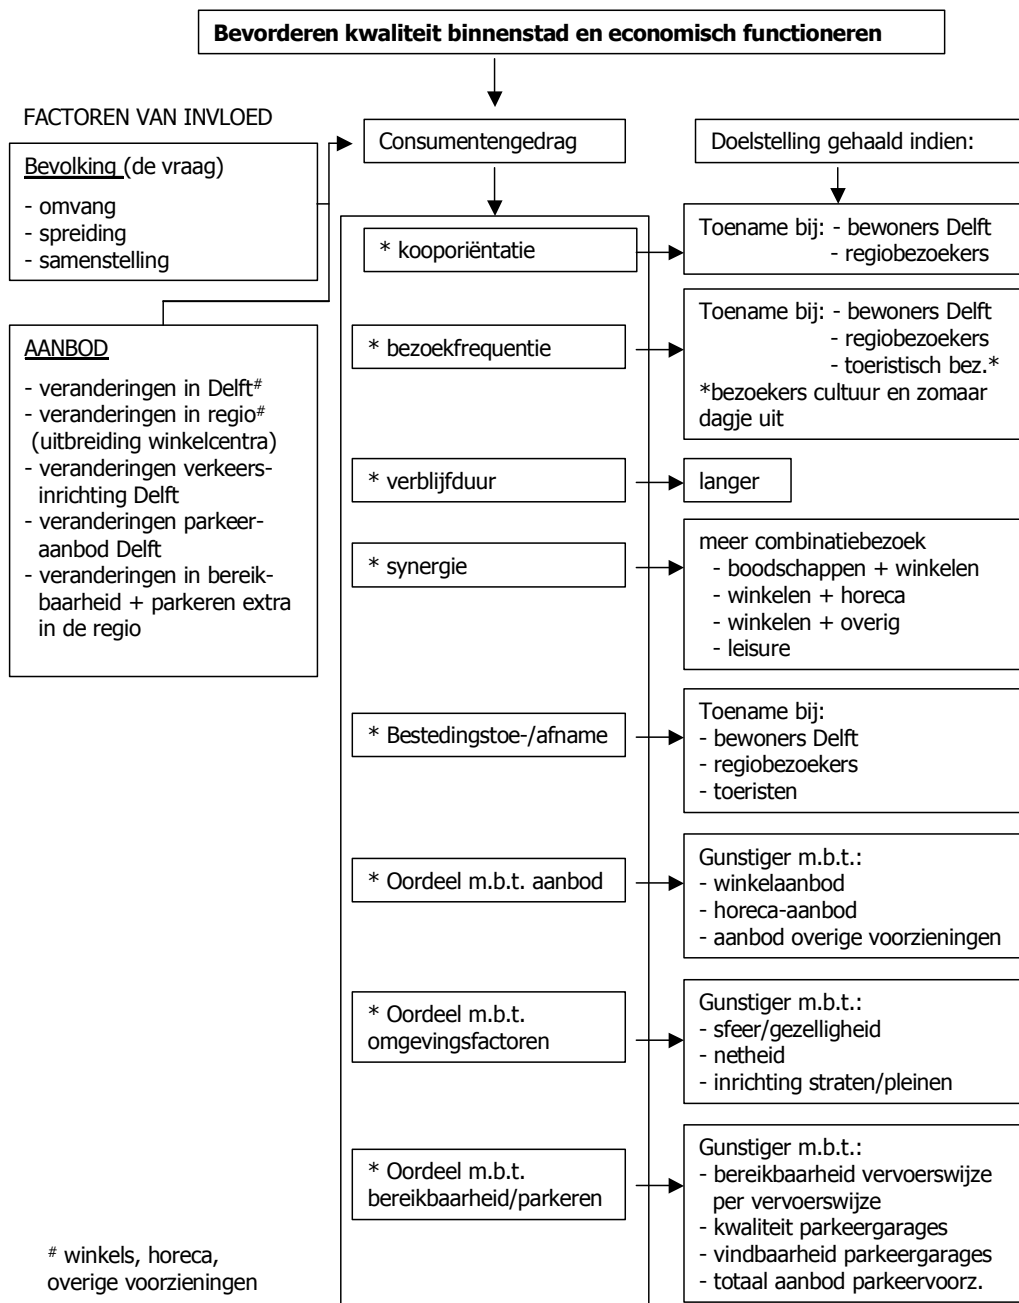 Bevorderen kwaliteit binnenstad en economisch functioneren
FACTOREN VAN INVLOED
Bevolking (de vraag)
- omvang
- spreiding
- samenstelling
AANBOD
- veranderingen in Delft#
- veranderingen in regio#
(uitbreiding winkelcentra)
- veranderingen verkeers-
inrichting Delft
- veranderingen parkeer-
aanbod Delft
- veranderingen in bereik-
baarheid + parkeren extra
in de regio
# winkels, horeca,
overige voorzieningen
Consumentengedrag
Doelstelling gehaald indien:
* kooporiëntatie
Toename bij: - bewoners Delft
- regiobezoekers
* bezoekfrequentie
Toename bij: - bewoners Delft
- regiobezoekers
- toeristisch bez.*
*bezoekers cultuur en zomaar
dagje uit
* verblijfduur
langer
* synergie
meer combinatiebezoek
- boodschappen + winkelen
- winkelen + horeca
- winkelen + overig
- leisure
* Bestedingstoe-/afname
Toename bij:
- bewoners Delft
- regiobezoekers
- toeristen
* Oordeel m.b.t. aanbod
Gunstiger m.b.t.:
- winkelaanbod
- horeca-aanbod
- aanbod overige voorzieningen
* Oordeel m.b.t.
omgevingsfactoren
Gunstiger m.b.t.:
- sfeer/gezelligheid
- netheid
- inrichting straten/pleinen
* Oordeel m.b.t.
bereikbaarheid/parkeren
Gunstiger m.b.t.:
- bereikbaarheid vervoerswijze
per vervoerswijze
- kwaliteit parkeergarages
- vindbaarheid parkeergarages
- totaal aanbod parkeervoorz.